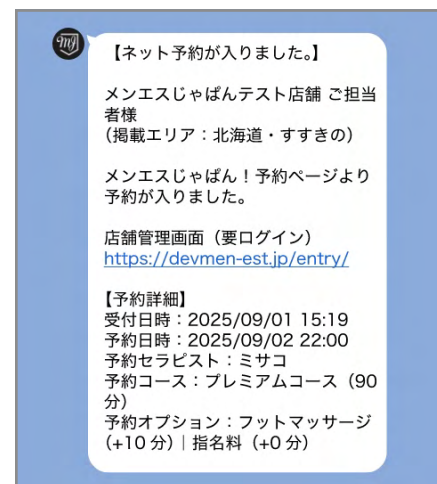 【ネット予約が入りました。】
メンエスじゃぱんテスト店舗 ご担当
者様
(掲載エリア：北海道・すすきの)
メンエスじゃぱん！予約ページより
予約が入りました。
店舗管理画面（要ログイン）
https://devmen-est.jp/entry/
【予約詳細】
受付日時：2025/09/01 15:19
予約日時：2025/09/02 22:00
予約セラピスト：ミサコ
予約コース：プレミアムコース（90
分）
予約オプション：フットマッサージ
(+10 分)｜指名料（+0 分）